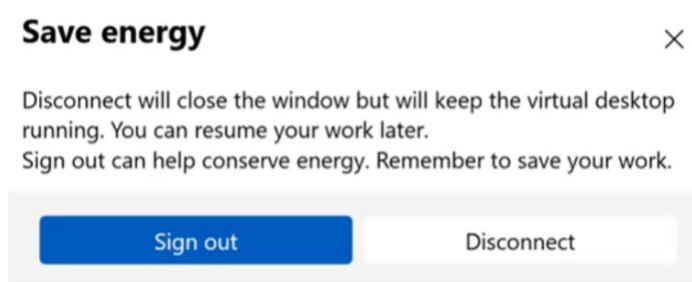 Save energy
Disconnect will close the window but will keep the virtual desktop
running. You can resume your work later.
Sign out can help conserve energy. Remember to save your work.
Sign out
Disconnect